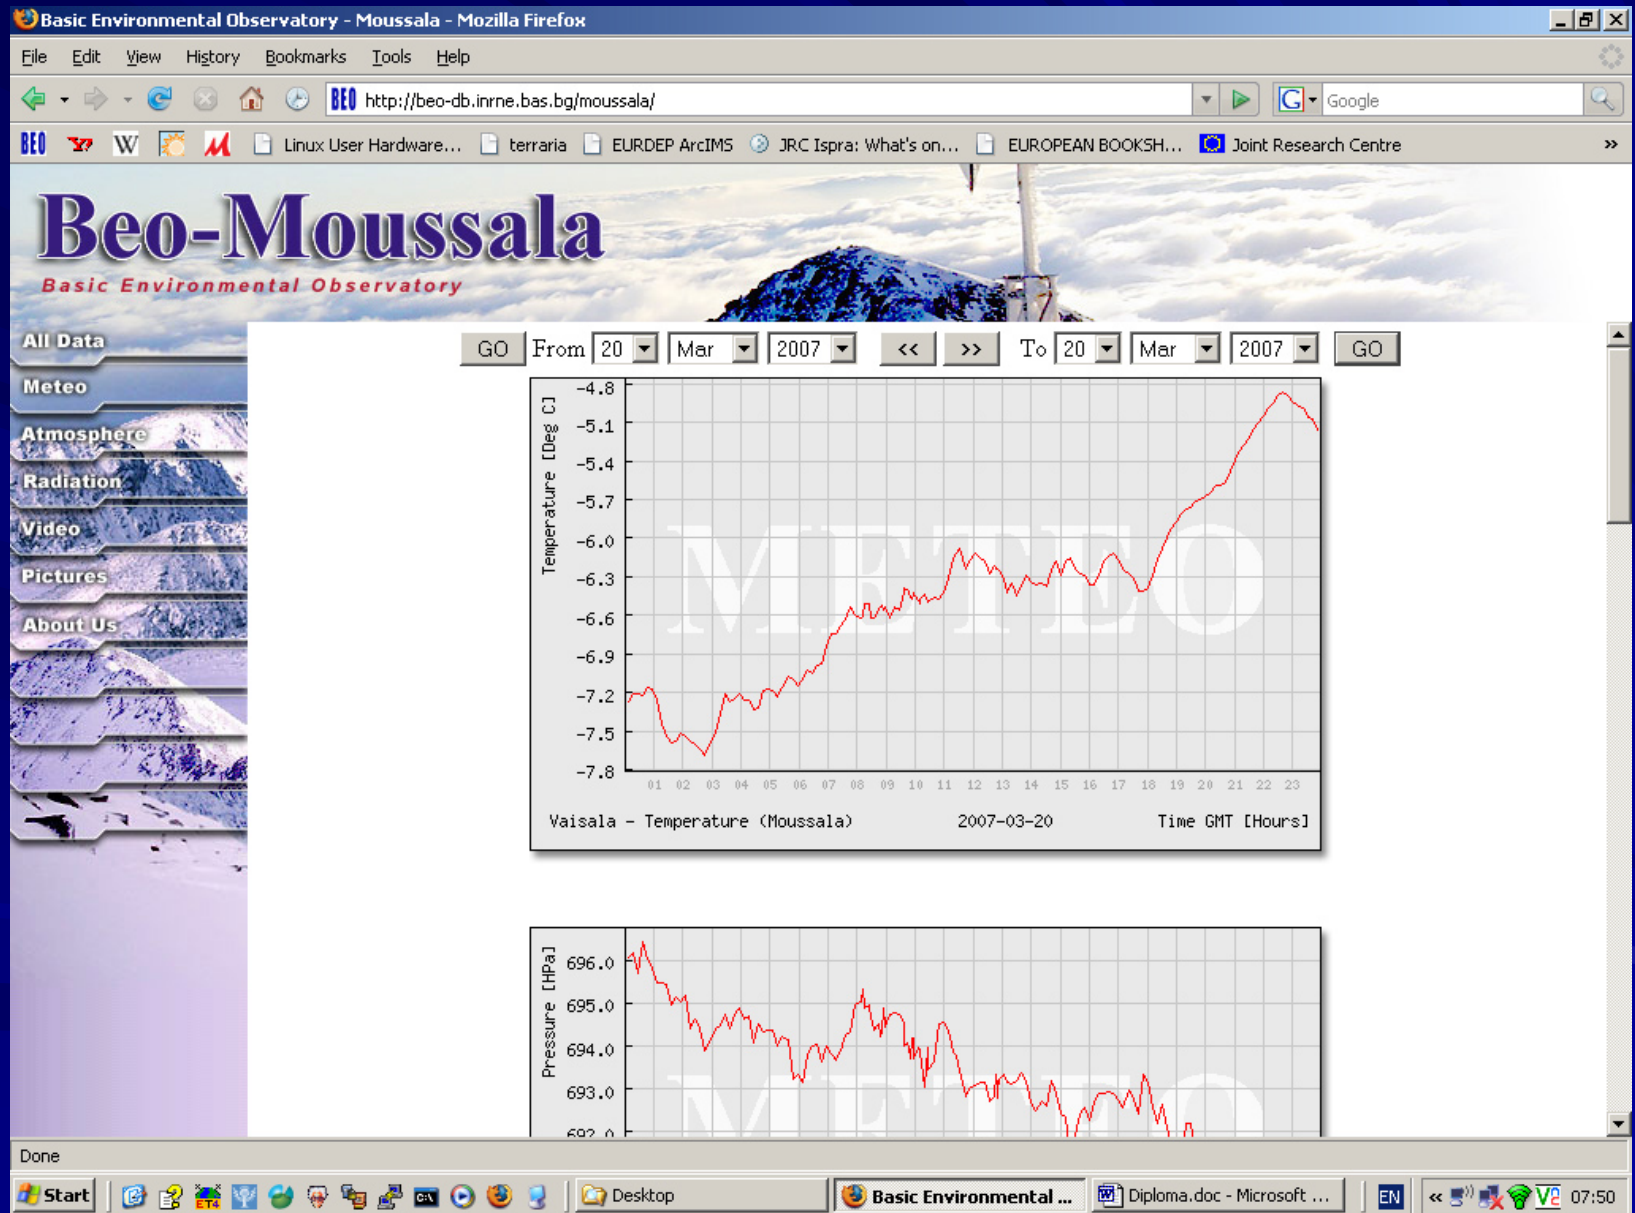 Basic Environmental Observatory - Moussala - Mozilla Firefox
File Edit View History Bookmarks Tools Help
BEO http://beo-db.inrne.bas.bg/moussala/ G Google
BEO Y! W Linux User Hardware... terraria EURDEP ArcIMS JRC Ispra: What's on... EUROPEAN BOOKSH... Joint Research Centre »
Beo-Moussala
Basic Environmental Observatory
All Data
Meteo
Atmosphere
Radiation
Video
Pictures
About Us
GO From 20 Mar 2007 << >> To 20 Mar 2007 GO
Temperature [Deg C]
-4.8
-5.1
-5.4
-5.7
-6.0
-6.3
-6.6
-6.9
-7.2
-7.5
-7.8
METEO
01 02 03 04 05 06 07 08 09 10 11 12 13 14 15 16 17 18 19 20 21 22 23
Vaisala - Temperature (Moussala) 2007-03-20 Time GMT [Hours]
Pressure [HPa]
696.0
695.0
694.0
693.0
692.0
METEO
Done
Start ET4 Desktop Basic Environmental ... Diploma.doc - Microsoft ... EN « V2 07:50